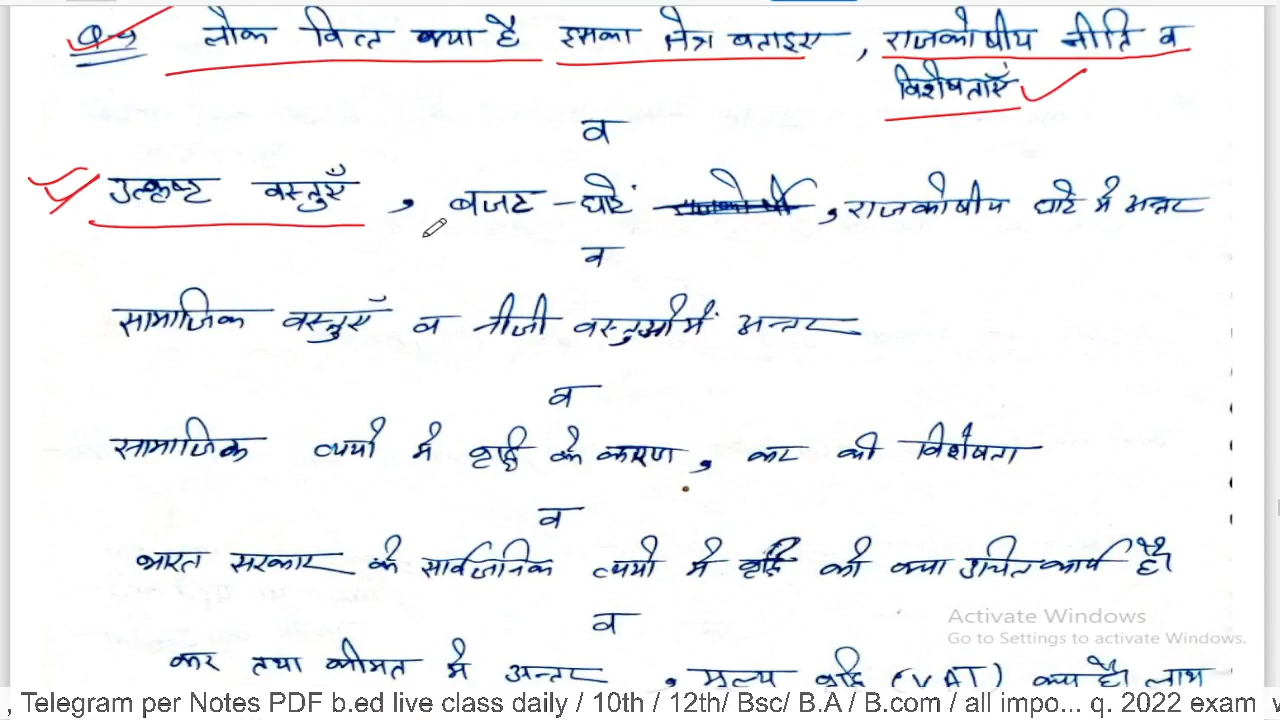 Q→ लोक वित्त क्या है इसका क्षेत्र बताइए, राजकोषीय नीति व
विशेषताएँ
व
उत्कृष्ट वस्तुएँ, बजट - घाटे, राजकोषीय घाटे में अन्तर
व
सामाजिक वस्तुएँ व नीजी वस्तुओं में अन्तर
व
सामाजिक व्ययों में वृद्धि के कारण, कर की विशेषता
व
भारत सरकार के सार्वजनिक व्ययों में वृद्धि की क्या उचित कार्य है।
व
कर तथा कीमत में अन्तर, मूल्य वृद्धि (VAT) क्या है। लाभ
Activate Windows
Go to Settings to activate Windows.
, Telegram per Notes PDF b.ed live class daily / 10th / 12th/ Bsc/ B.A / B.com / all impo... q. 2022 exam